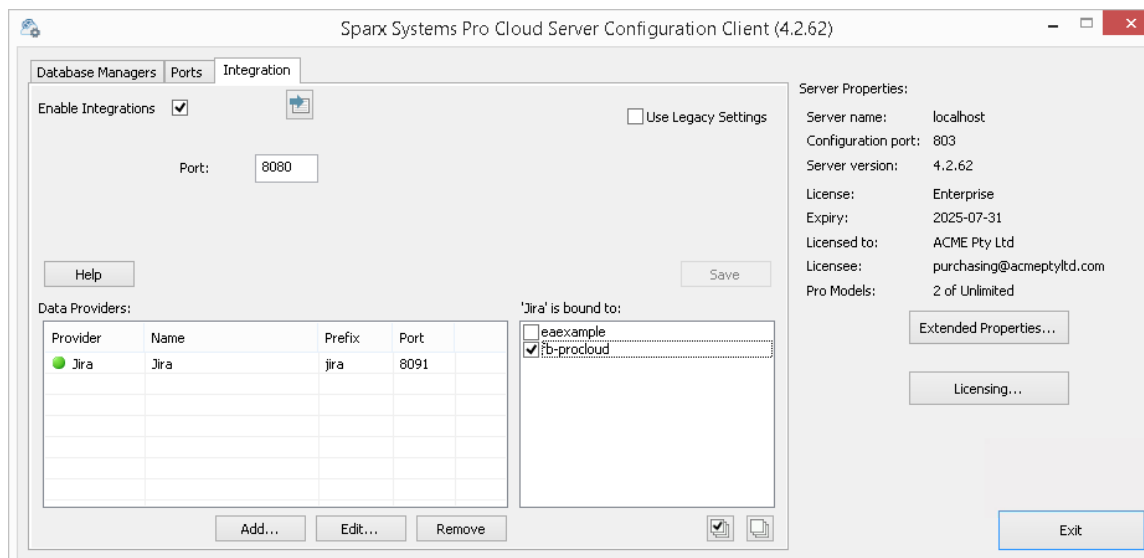 Sparx Systems Pro Cloud Server Configuration Client (4.2.62)
Database Managers Ports Integration
Enable Integrations
Use Legacy Settings
Port: 8080
Help Save
Data Providers:
Provider Name Prefix Port
Jira Jira jira 8091
'Jira' is bound to:
eaexample
fb-procloud
Add... Edit... Remove
Server Properties:
Server name: localhost
Configuration port: 803
Server version: 4.2.62
License: Enterprise
Expiry: 2025-07-31
Licensed to: ACME Pty Ltd
Licensee: purchasing@acmeptyltd.com
Pro Models: 2 of Unlimited
Extended Properties...
Licensing...
Exit